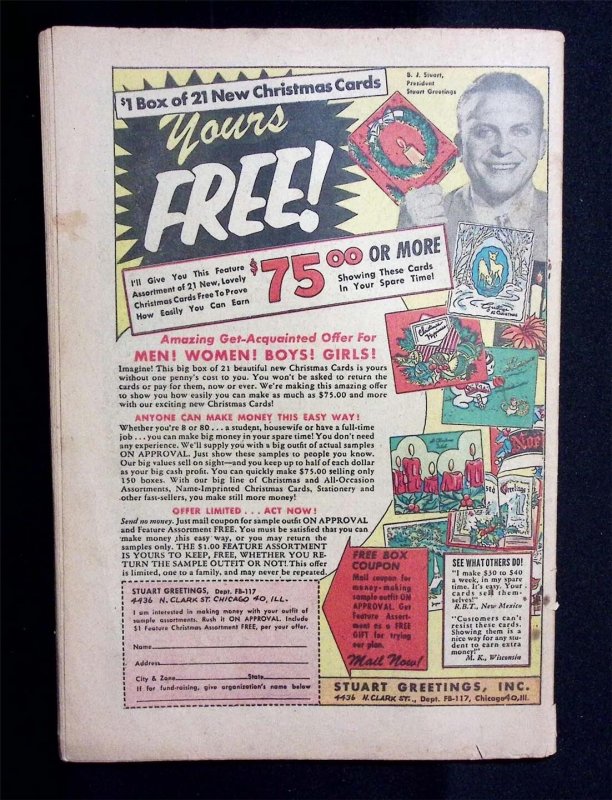 $1 Box of 21 New Christmas Cards
Yours
FREE!
B. J. Stuart,
President
Stuart Greetings
I'll Give You This Feature
Assortment of 21 New, Lovely
Christmas Cards Free To Prove
How Easily You Can Earn
$75.00 OR MORE
Showing These Cards
In Your Spare Time!
Amazing Get-Acquainted Offer For
MEN! WOMEN! BOYS! GIRLS!
Imagine! This big box of 21 beautiful new Christmas Cards is yours
without one penny's cost to you. You won't be asked to return the
cards or pay for them, now or ever. We're making this amazing offer
to show you how easily you can make as much as $75.00 and more
with our exciting new Christmas Cards!
ANYONE CAN MAKE MONEY THIS EASY WAY!
Whether you're 8 or 80 . . . a student, housewife or have a full-time
job . . . you can make big money in your spare time! You don't need
any experience. We'll supply you with a big outfit of actual samples
ON APPROVAL. Just show these samples to people you know.
Our big values sell on sight—and you keep up to half of each dollar
as your big cash profit. You can quickly make $75.00 selling only
150 boxes. With our big line of Christmas and All-Occasion
Assortments, Name-Imprinted Christmas Cards, Stationery and
other fast-sellers, you make still more money!
OFFER LIMITED . . . ACT NOW!
Send no money. Just mail coupon for sample outfit ON APPROVAL
and Feature Assortment FREE. You must be satisfied that you can
make money this easy way, or you may return the
samples only. THE $1.00 FEATURE ASSORTMENT
IS YOURS TO KEEP, FREE, WHETHER YOU RE-
TURN THE SAMPLE OUTFIT OR NOT! This offer
is limited, one to a family, and may never be repeated.
STUART GREETINGS, Dept. FB-117
4436 N. CLARK ST. CHICAGO 40, ILL.
I am interested in making money with your outfit of
sample assortments. Rush it ON APPROVAL. Include
$1 Feature Christmas Assortment FREE, per your offer.
Name
Address
City & Zone State
If for fund-raising, give organization's name below
FREE BOX
COUPON
Mail coupon for
money-making
sample outfit ON
APPROVAL. Get
Feature Assort-
ment as a FREE
GIFT for trying
our plan.
Mail Now!
SEE WHAT OTHERS DO!
"I make $30 to $40
a week, in my spare
time. It's easy. Your
cards sell them-
selves!"
R.B.T., New Mexico
"Customers can't
resist these cards.
Showing them is a
nice way for any stu-
dent to earn extra
money!"
M. K., Wisconsin
STUART GREETINGS, INC.
4436 N. CLARK ST., Dept. FB-117, Chicago 40, Ill.
Greetings
Noel